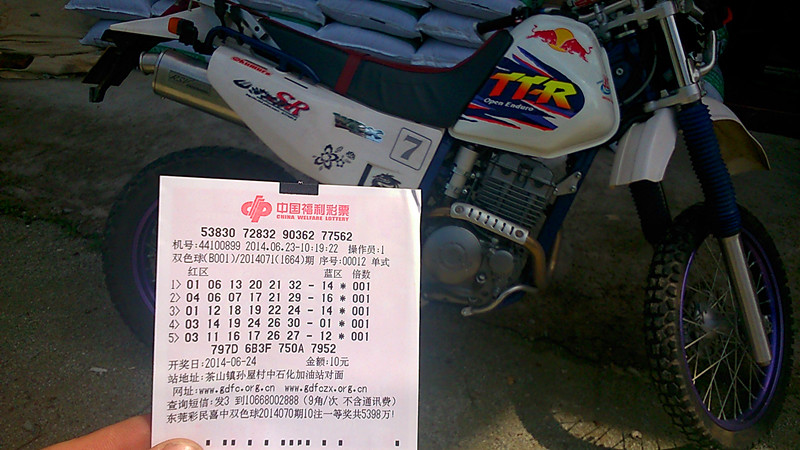 Red Bull
TT-R
Open Enduro
SR
7
中国福利彩票
CHINA WELFARE LOTTERY
53830 72832 90362 77562
机号:44100899 2014.06.23-10:19:22 操作员:1
双色球(B001)/2014071(1664)期 序号:00012 单式
红区 蓝区 倍数
1> 01 06 13 20 21 32 - 14 * 001
2> 04 06 07 17 21 29 - 16 * 001
3> 01 12 18 19 22 24 - 14 * 001
4> 03 14 19 24 26 30 - 01 * 001
5> 03 11 16 17 26 27 - 12 * 001
797D 6B3F 750A 7952
开奖日:2014-06-24 金额:10元
站地址:茶山镇孙屋村中石化加油站对面
网址:www.gdfc.org.cn www.gdfczx.org.cn
查询短信:发3 到10668002888 (9角/次 不含通讯费)
东莞彩民喜中双色球2014070期10注一等奖共5398万!